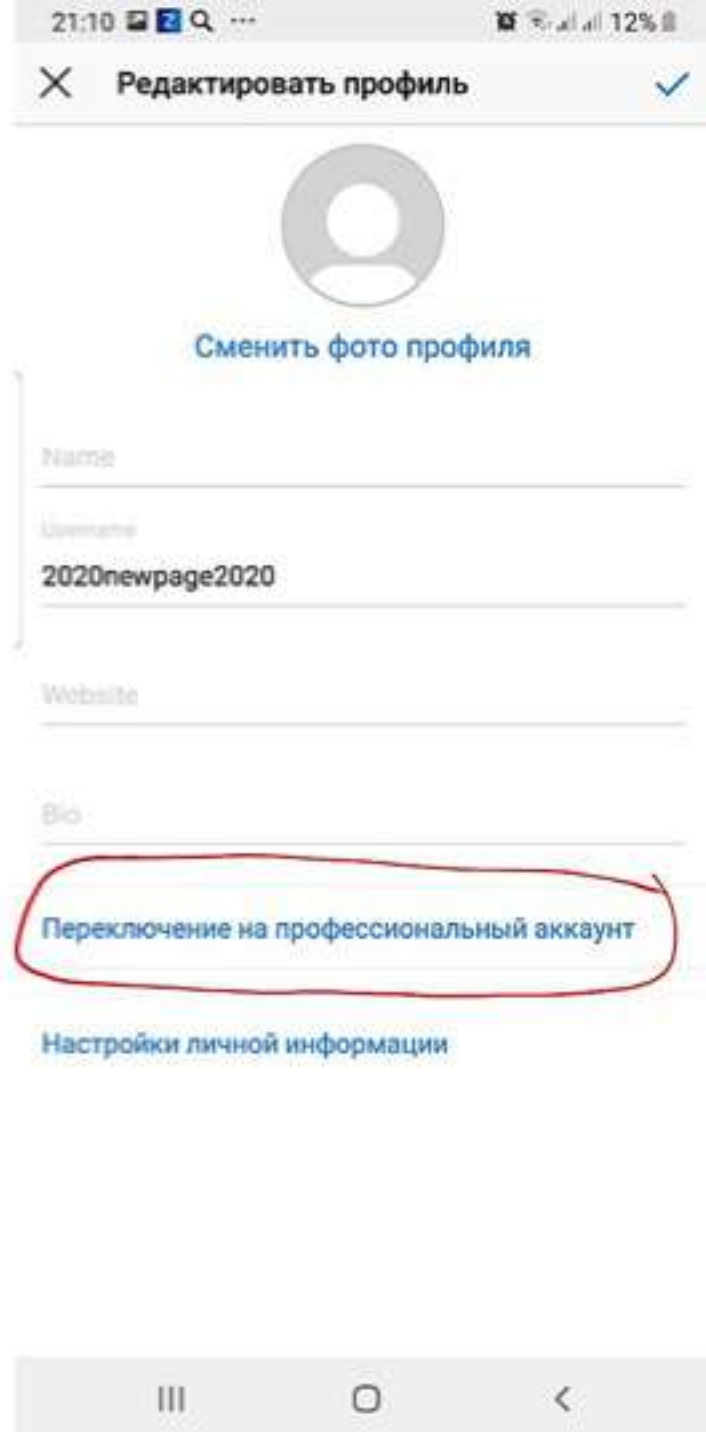 21:10 Z ... 12%
Редактировать профиль
Сменить фото профиля
Name
Username
2020newpage2020
Website
Bio
Переключение на профессиональный аккаунт
Настройки личной информации